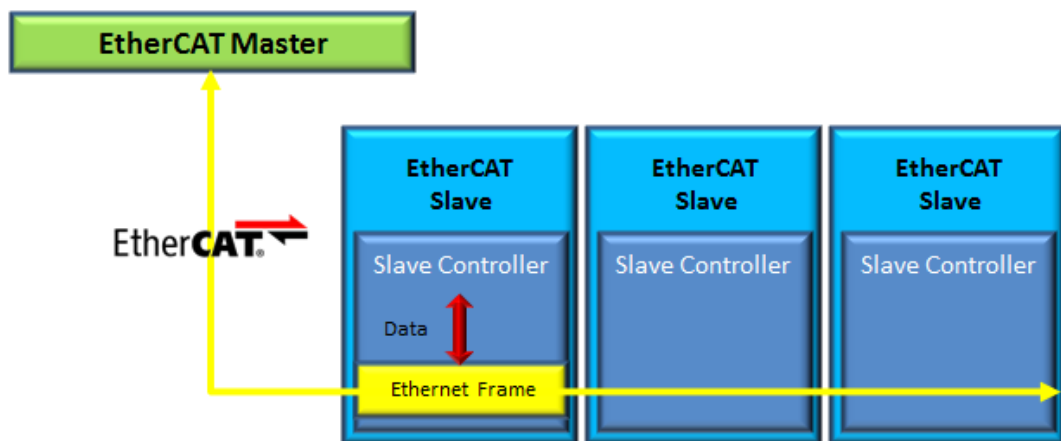 EtherCAT Master
EtherCAT®
EtherCAT
Slave
EtherCAT
Slave
EtherCAT
Slave
Slave Controller
Slave Controller
Slave Controller
Data
Ethernet Frame